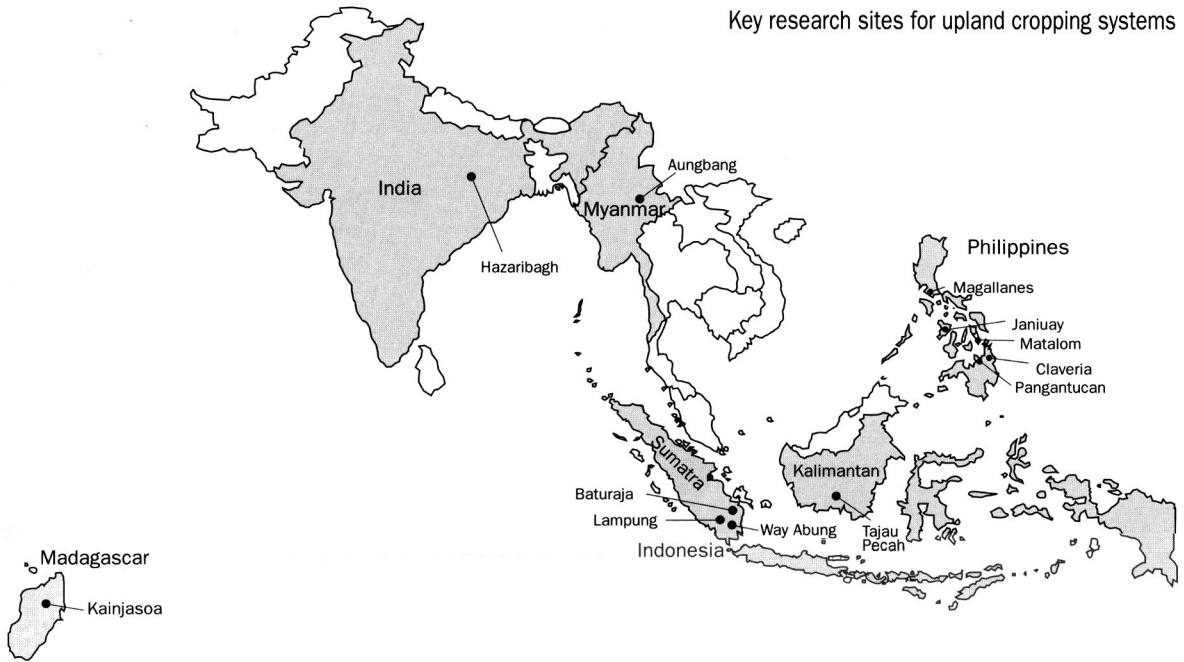 Key research sites for upland cropping systems
Aungbang
India
Myanmar
Philippines
Hazaribagh
Magallanes
Janiuay
Matalom
Claveria
Pangantucan
Sumatra
Kalimantan
Baturaja
Lampung
Way Abung
Tajau
Pecah
Indonesia
Madagascar
Kainjasoa